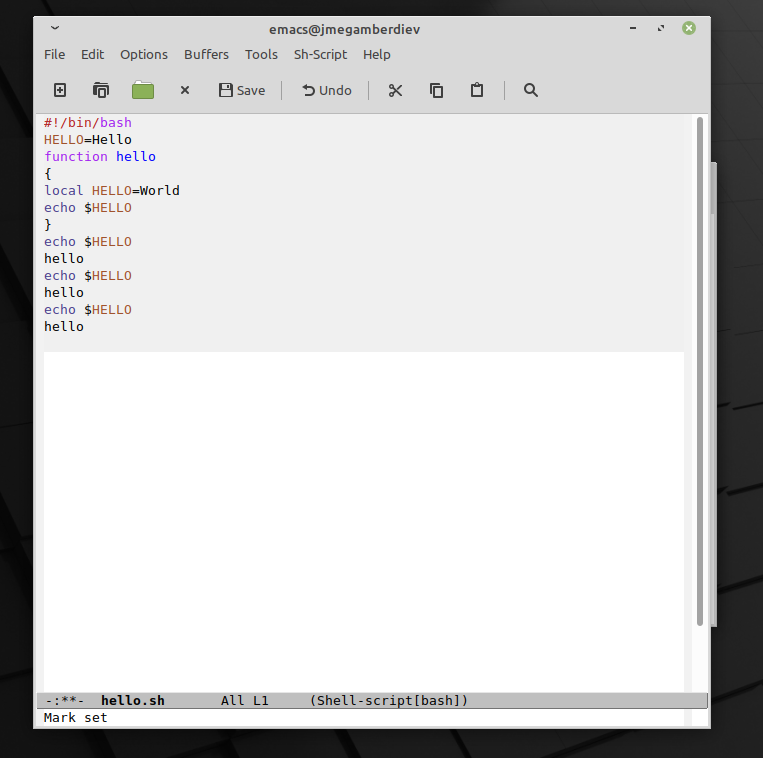 emacs@jmegamberdiev
File Edit Options Buffers Tools Sh-Script Help
Save Undo
#!/bin/bash
HELLO=Hello
function hello
{
local HELLO=World
echo $HELLO
}
echo $HELLO
hello
echo $HELLO
hello
echo $HELLO
hello
-:**- hello.sh All L1 (Shell-script[bash])
Mark set